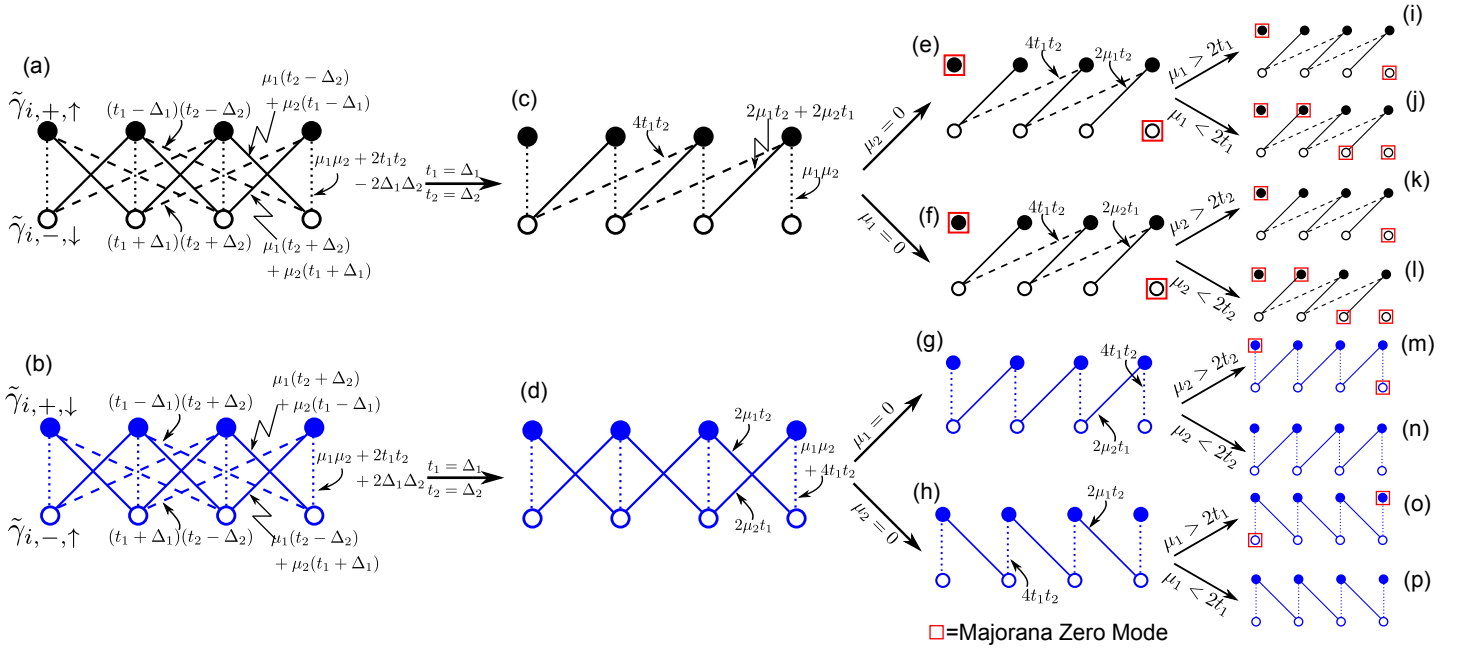 (a)
γ̃_{i,+,↑}
(t₁ − Δ₁)(t₂ − Δ₂)
μ₁(t₂ − Δ₂)
+ μ₂(t₁ − Δ₁)
μ₁μ₂ + 2t₁t₂
− 2Δ₁Δ₂
γ̃_{i,−,↓}
(t₁ + Δ₁)(t₂ + Δ₂)
μ₁(t₂ + Δ₂)
+ μ₂(t₁ + Δ₁)
t₁ = Δ₁
t₂ = Δ₂
(c)
4t₁t₂
2μ₁t₂ + 2μ₂t₁
μ₁μ₂
μ₂ = 0
μ₁ = 0
(e)
4t₁t₂
2μ₁t₂
(f)
4t₁t₂
2μ₂t₁
μ₁ > 2t₁
μ₁ < 2t₁
μ₂ > 2t₂
μ₂ < 2t₂
(i)
(j)
(k)
(l)
(b)
γ̃_{i,+,↓}
(t₁ − Δ₁)(t₂ + Δ₂)
μ₁(t₂ + Δ₂)
+ μ₂(t₁ − Δ₁)
μ₁μ₂ + 2t₁t₂
+ 2Δ₁Δ₂
γ̃_{i,−,↑}
(t₁ + Δ₁)(t₂ − Δ₂)
μ₁(t₂ − Δ₂)
+ μ₂(t₁ + Δ₁)
t₁ = Δ₁
t₂ = Δ₂
(d)
2μ₁t₂
μ₁μ₂
+ 4t₁t₂
2μ₂t₁
μ₁ = 0
μ₂ = 0
(g)
4t₁t₂
2μ₂t₁
(h)
2μ₁t₂
4t₁t₂
μ₂ > 2t₂
μ₂ < 2t₂
μ₁ > 2t₁
μ₁ < 2t₁
(m)
(n)
(o)
(p)
=Majorana Zero Mode